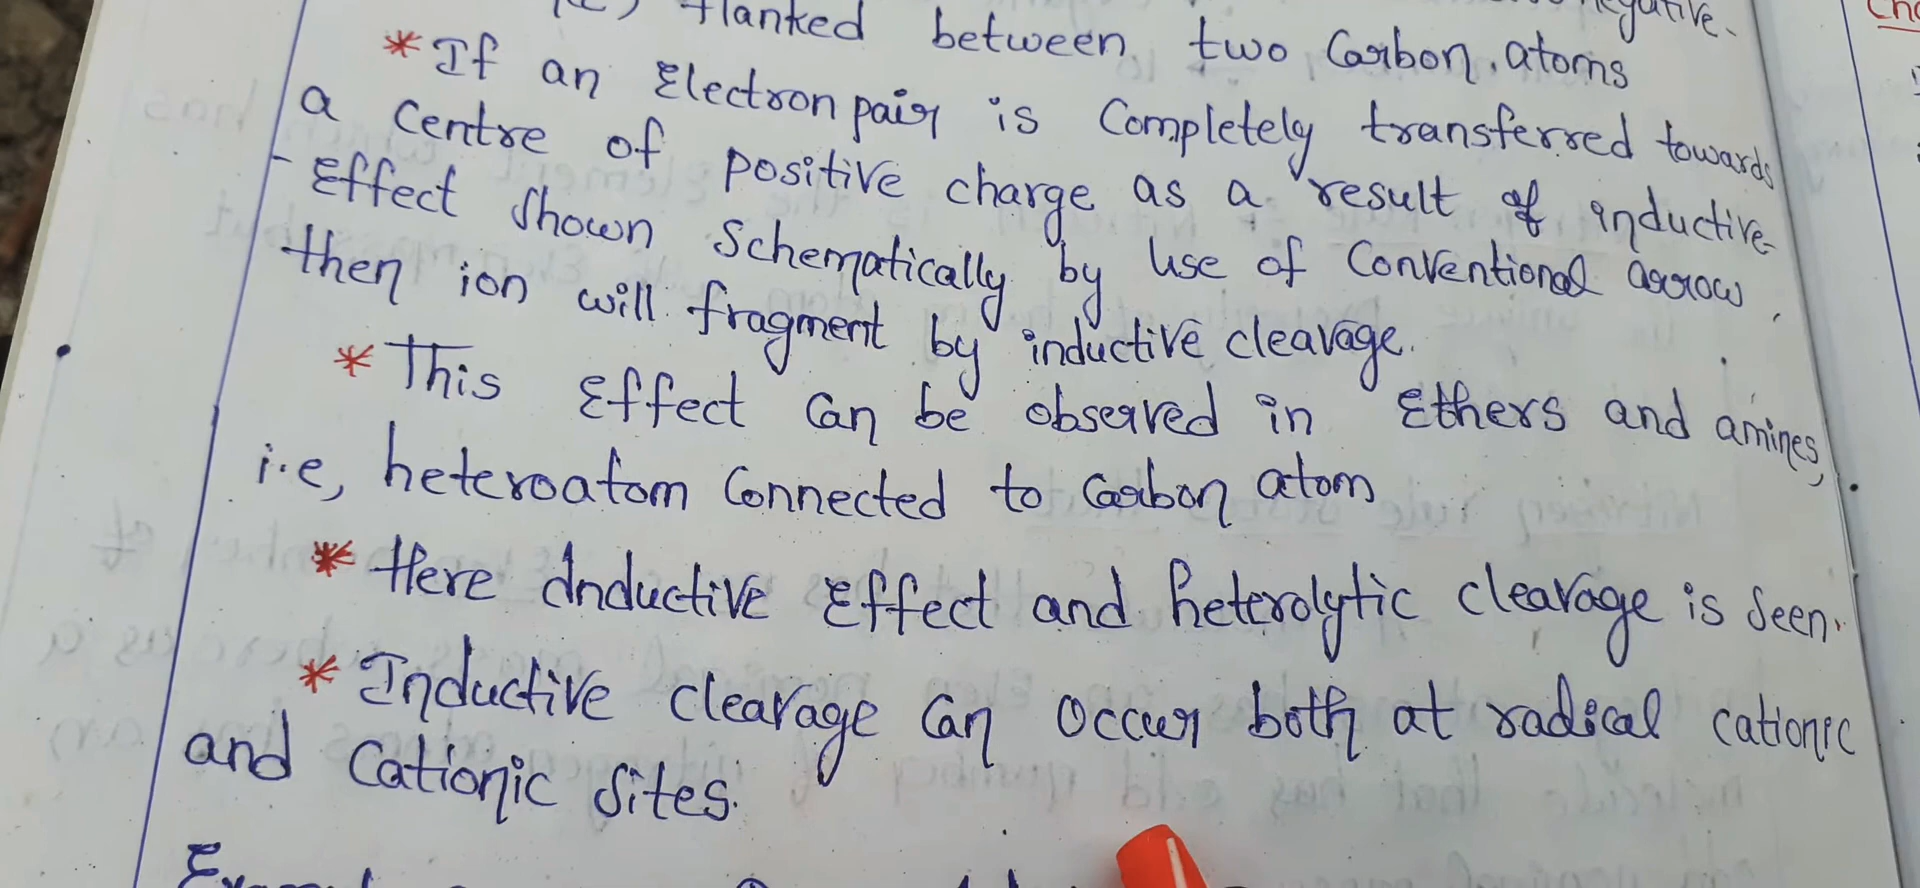 flanked between two Carbon atoms
negative.
* If an Electron pair is Completely transferred towards
a Centre of positive charge as a result of inductive
- Effect shown Schematically by use of Conventional arrow,
then ion will fragment by inductive cleavage.
* This Effect Can be observed in Ethers and amines,
i.e, heteroatom Connected to Carbon atom
* Here Inductive Effect and heterolytic cleavage is seen.
* Inductive cleavage Can Occur both at radical cationic
and Cationic sites.